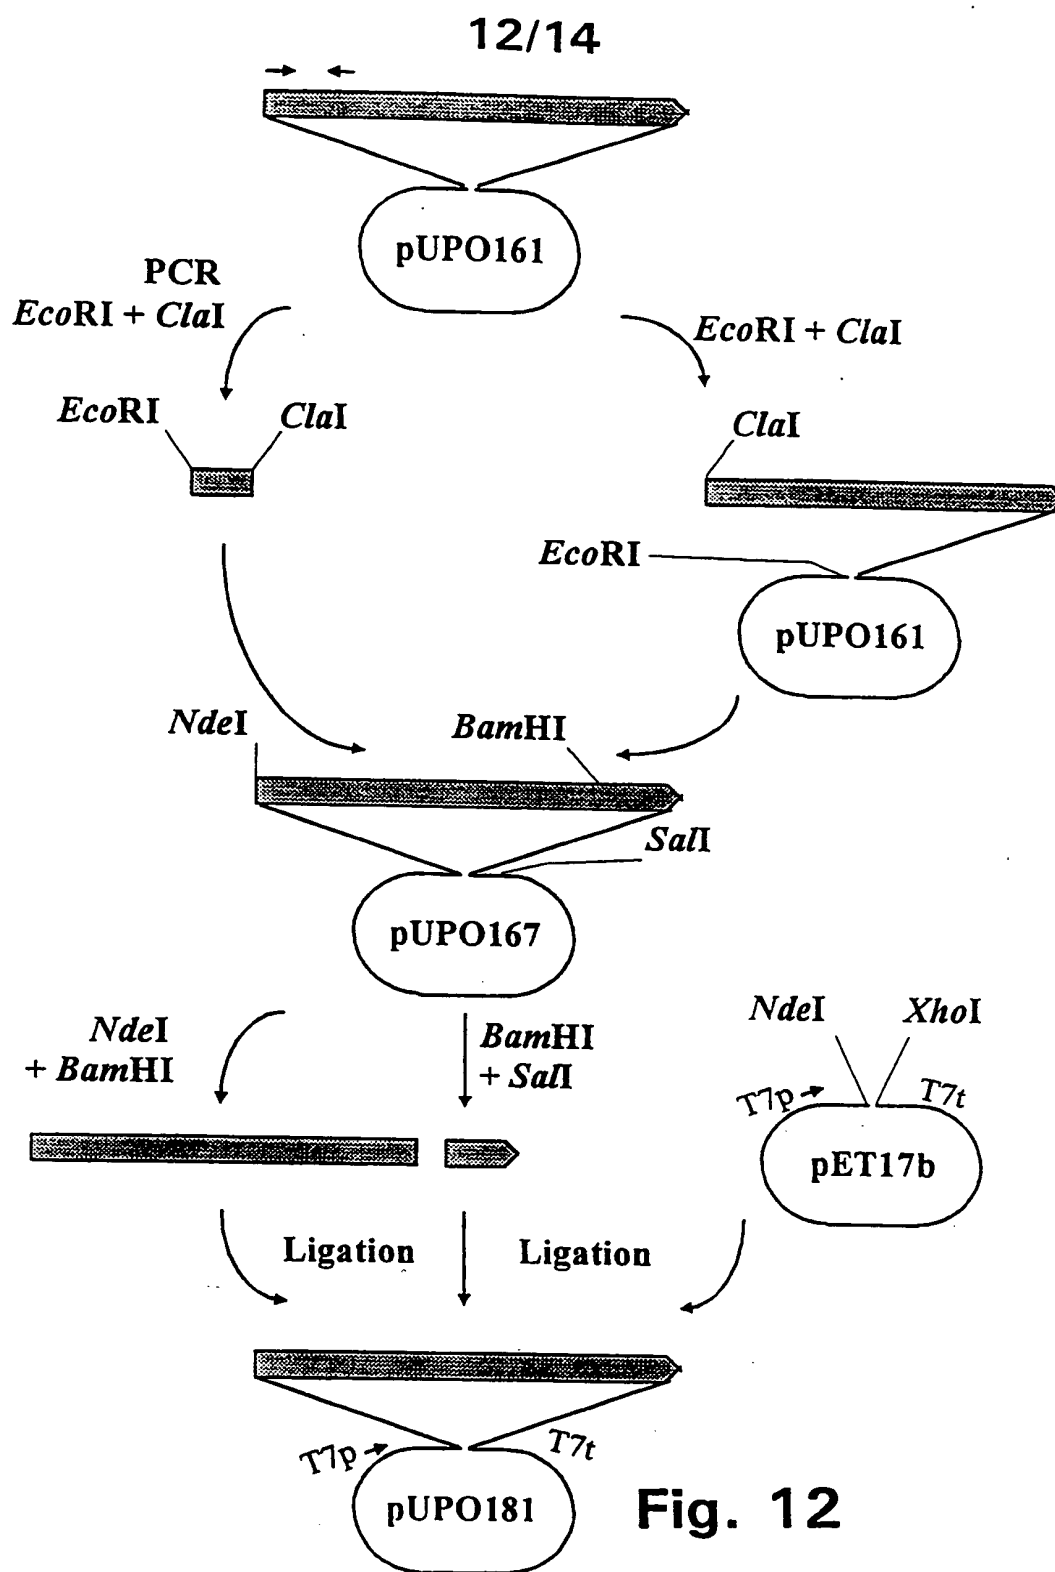 12/14
pUPO161
PCR
EcoRI + ClaI
EcoRI + ClaI
EcoRI
ClaI
ClaI
EcoRI
pUPO161
NdeI
BamHI
SalI
pUPO167
NdeI
+ BamHI
BamHI
+ SalI
NdeI
XhoI
T7p
T7t
pET17b
Ligation
Ligation
T7p
T7t
pUPO181
Fig. 12